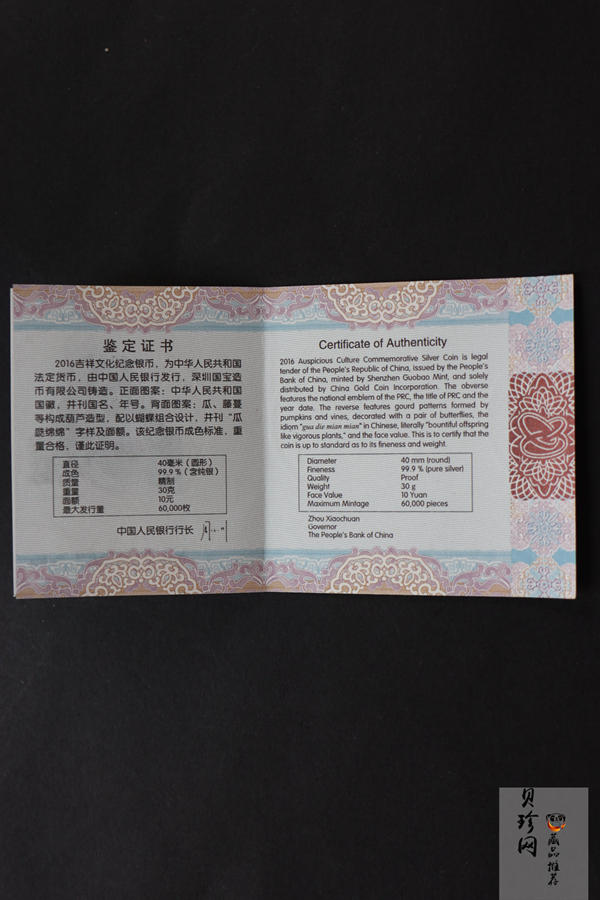 鉴定证书
2016吉祥文化纪念银币，为中华人民共和国
法定货币，由中国人民银行发行，深圳国宝造
币有限公司铸造。正面图案：中华人民共和国
国徽，并刊国名、年号。背面图案：瓜、藤蔓
等构成葫芦造型，配以蝴蝶组合设计，并刊“瓜
瓞绵绵”字样及面额。该纪念银币成色标准，重
量合格，谨此证明。
直径 40毫米（圆形）
成色 99.9％（含纯银）
质量 精制
重量 30克
面额 10元
最大发行量 60,000枚
中国人民银行行长
Certificate of Authenticity
2016 Auspicious Culture Commemorative Silver Coin is legal
tender of the People's Republic of China, issued by the People's
Bank of China, minted by Shenzhen Guobao Mint, and solely
distributed by China Gold Coin Incorporation. The obverse
features the national emblem of the PRC, the title of PRC and the
year date. The reverse features gourd patterns formed by
pumpkins and vines, decorated with a pair of butterflies, the
idiom "gua die mian mian" in Chinese, literally "bountiful offspring
like vigorous plants," and the face value. This is to certify that the
coin is up to standard as to its fineness and weight.
Diameter 40 mm (round)
Fineness 99.9 % (pure silver)
Quality Proof
Weight 30 g
Face Value 10 Yuan
Maximum Mintage 60,000 pieces
Zhou Xiaochuan
Governor
The People's Bank of China
贝珍网
藏品推荐